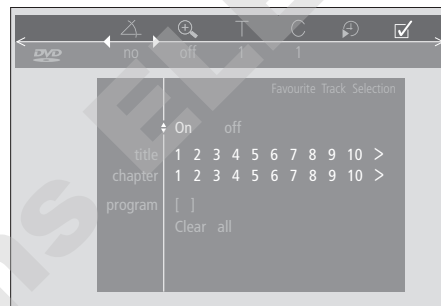 T C
DVD no off 1 1
Favourite Track Selection
On off
title 1 2 3 4 5 6 7 8 9 10 >
chapter 1 2 3 4 5 6 7 8 9 10 >
program [ ]
Clear all